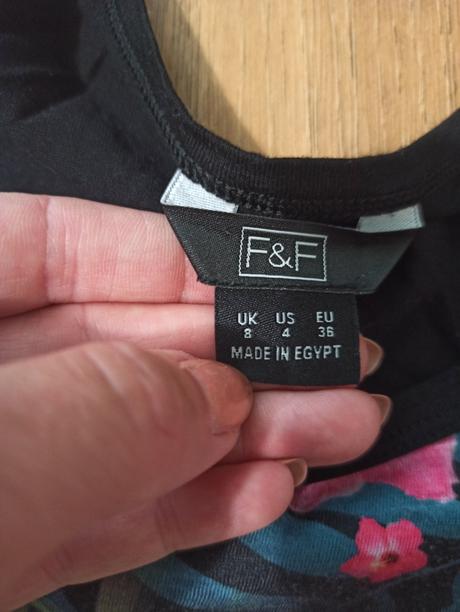 F&F
UK US EU
8 4 36
MADE IN EGYPT